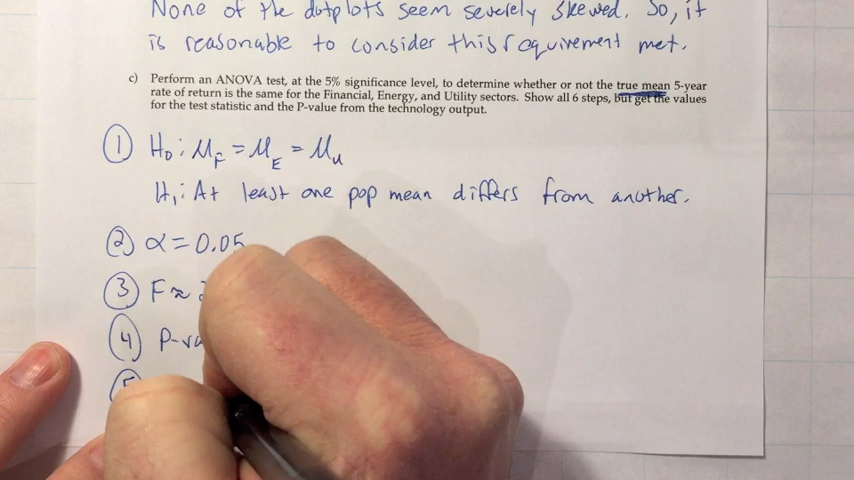 None of the dotplots seem severely skewed. So, it
is reasonable to consider this requirement met.
c) Perform an ANOVA test, at the 5% significance level, to determine whether or not the true mean 5-year
rate of return is the same for the Financial, Energy, and Utility sectors. Show all 6 steps, but get the values
for the test statistic and the P-value from the technology output.
① H₀: μ_F = μ_E = μ_u
H₁: At least one pop mean differs from another.
② α = 0.05
③ F ≈
④ P-va
⑤